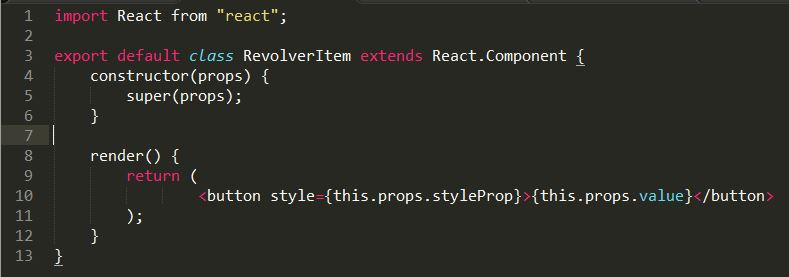 1 import React from "react";
2
3 export default class RevolverItem extends React.Component {
4     constructor(props) {
5         super(props);
6     }
7
8     render() {
9         return (
10                 <button style={this.props.styleProp}>{this.props.value}</button>
11         );
12     }
13 }